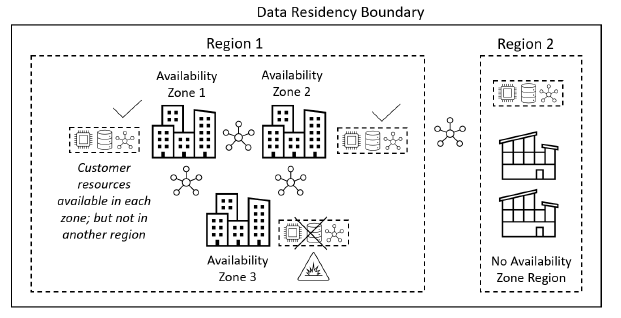 Data Residency Boundary
Region 1
Region 2
Availability
Zone 1
Availability
Zone 2
Customer
resources
available in each
zone; but not in
another region
Availability
Zone 3
No Availability
Zone Region